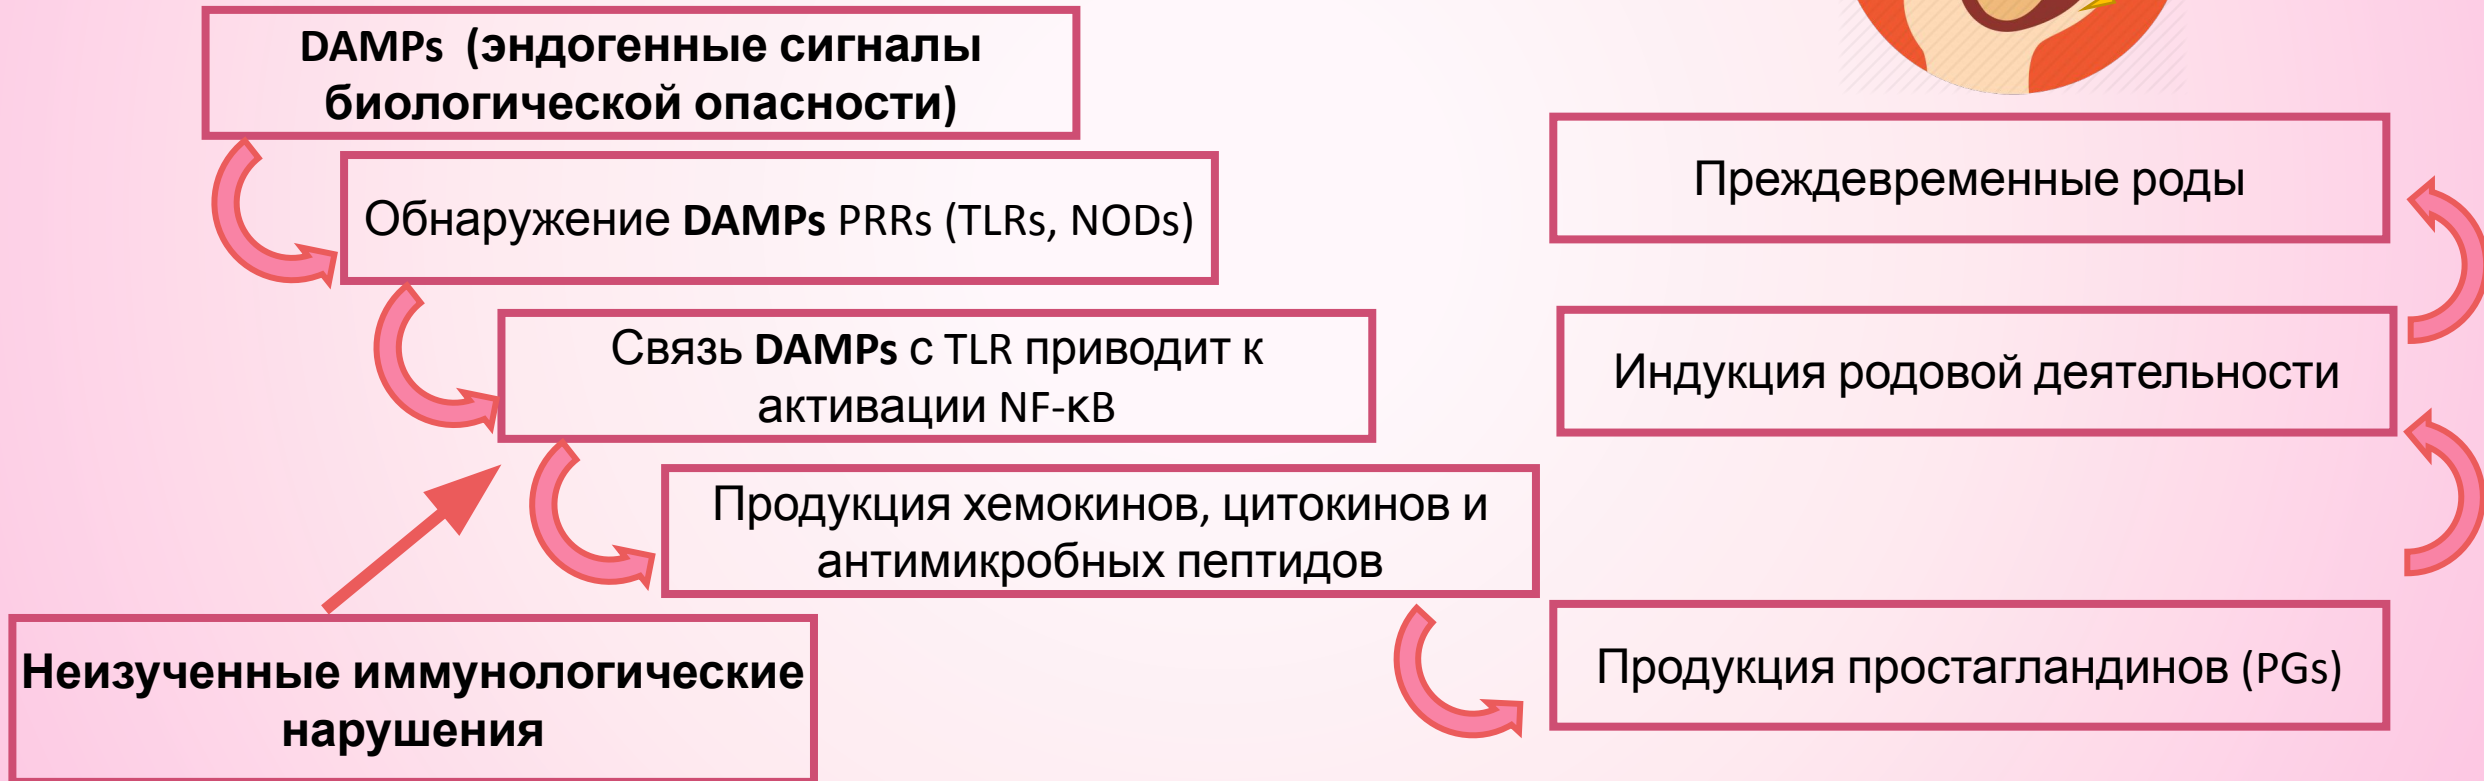 DAMPs (эндогенные сигналы
биологической опасности)
Обнаружение DAMPs PRRs (TLRs, NODs)
Связь DAMPs с TLR приводит к
активации NF-κB
Продукция хемокинов, цитокинов и
антимикробных пептидов
Неизученные иммунологические
нарушения
Преждевременные роды
Индукция родовой деятельности
Продукция простагландинов (PGs)